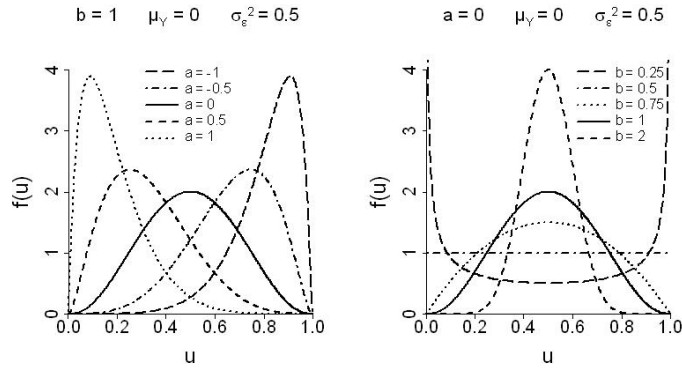 b = 1 μY = 0 σε² = 0.5
a = -1
a = -0.5
a = 0
a = 0.5
a = 1
f(u)
4
3
2
1
0
0.0 0.2 0.4 0.6 0.8 1.0
u
a = 0 μY = 0 σε² = 0.5
b = 0.25
b = 0.5
b = 0.75
b = 1
b = 2
f(u)
4
3
2
1
0
0.0 0.2 0.4 0.6 0.8 1.0
u